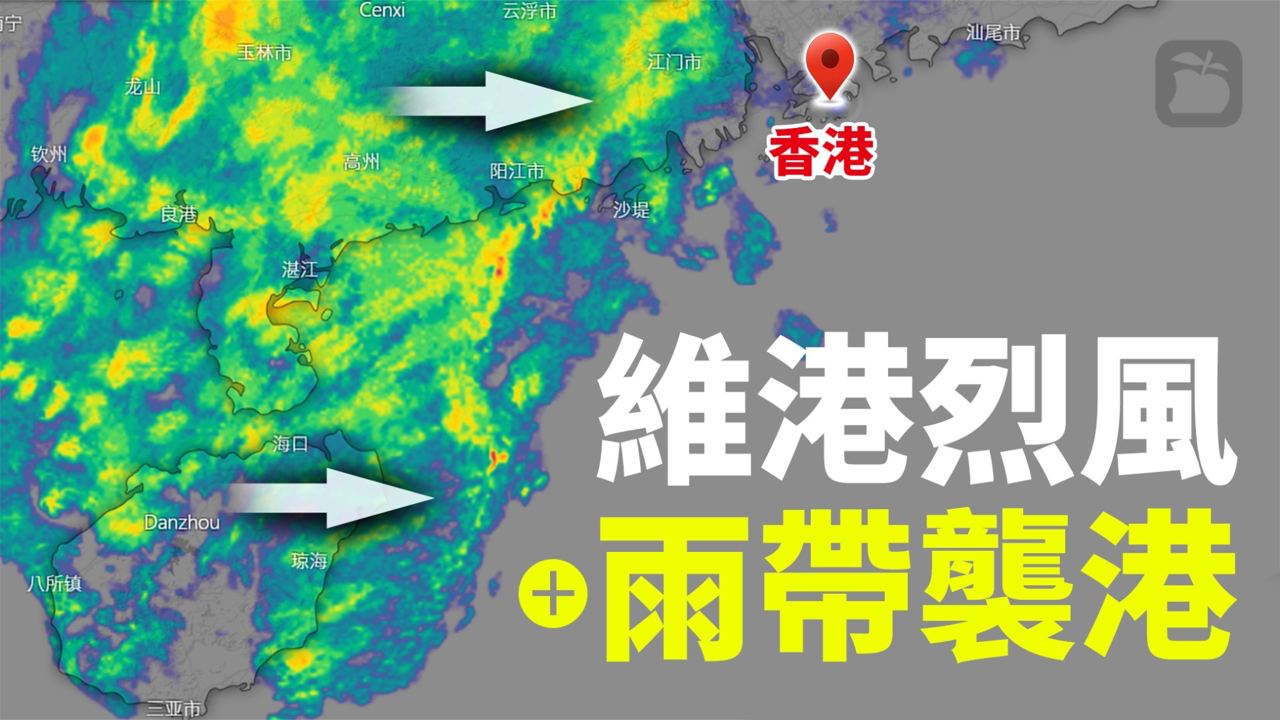 Cenxi
云浮市
汕尾市
宁
玉林市
江门市
龙山
香港
钦州
高州
阳江市
良港
沙堤
湛江
維港烈風
海口
+雨帶襲港
Danzhou
琼海
八所镇
三亚市